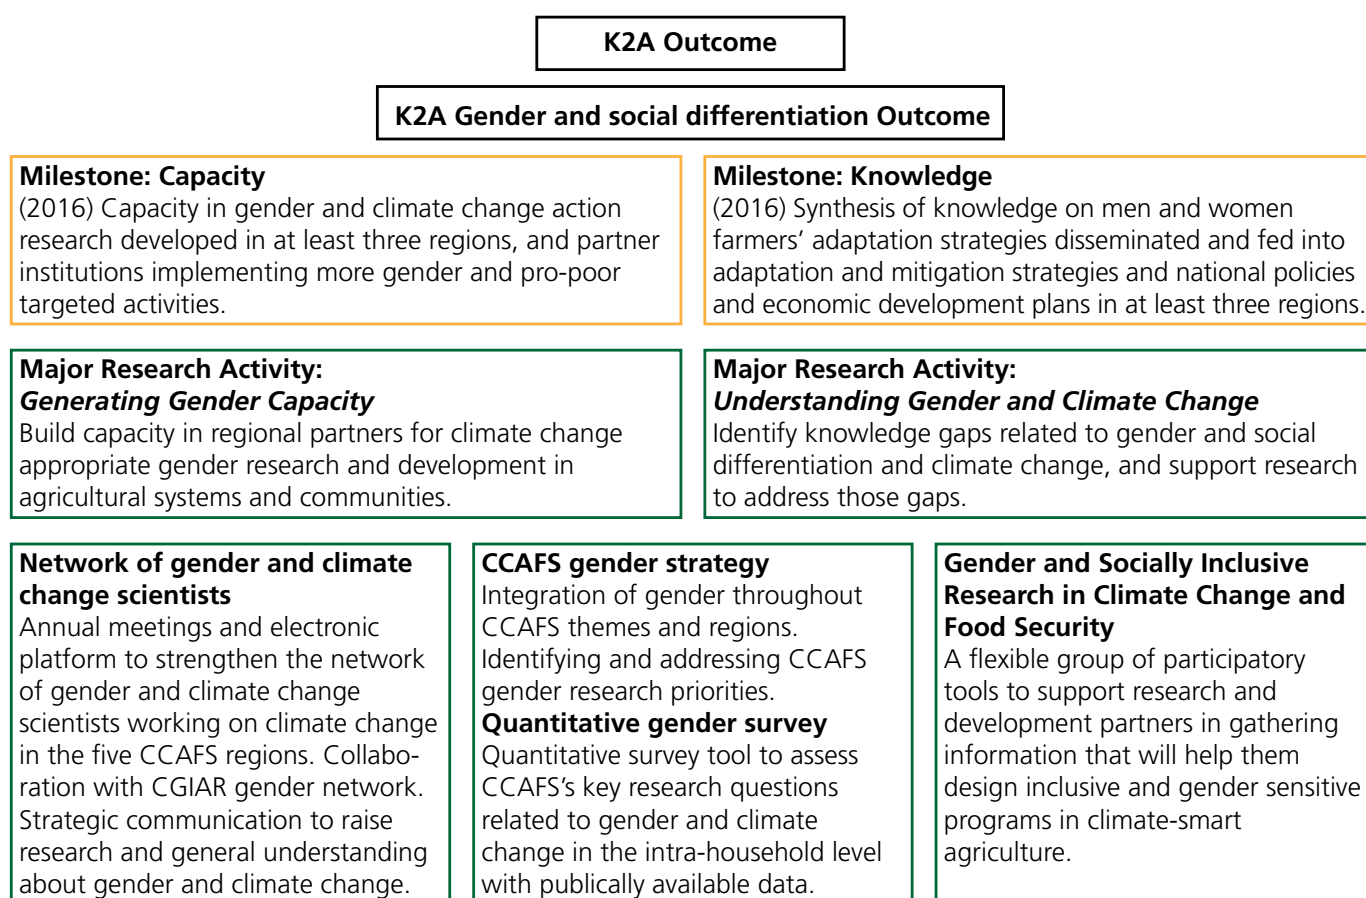 K2A Outcome
K2A Gender and social differentiation Outcome
Milestone: Capacity
(2016) Capacity in gender and climate change action
research developed in at least three regions, and partner
institutions implementing more gender and pro-poor
targeted activities.
Milestone: Knowledge
(2016) Synthesis of knowledge on men and women
farmers’ adaptation strategies disseminated and fed into
adaptation and mitigation strategies and national policies
and economic development plans in at least three regions.
Major Research Activity:
Generating Gender Capacity
Build capacity in regional partners for climate change
appropriate gender research and development in
agricultural systems and communities.
Major Research Activity:
Understanding Gender and Climate Change
Identify knowledge gaps related to gender and social
differentiation and climate change, and support research
to address those gaps.
Network of gender and climate
change scientists
Annual meetings and electronic
platform to strengthen the network
of gender and climate change
scientists working on climate change
in the five CCAFS regions. Collabo-
ration with CGIAR gender network.
Strategic communication to raise
research and general understanding
about gender and climate change.
CCAFS gender strategy
Integration of gender throughout
CCAFS themes and regions.
Identifying and addressing CCAFS
gender research priorities.
Quantitative gender survey
Quantitative survey tool to assess
CCAFS’s key research questions
related to gender and climate
change in the intra-household level
with publically available data.
Gender and Socially Inclusive
Research in Climate Change and
Food Security
A flexible group of participatory
tools to support research and
development partners in gathering
information that will help them
design inclusive and gender sensitive
programs in climate-smart
agriculture.